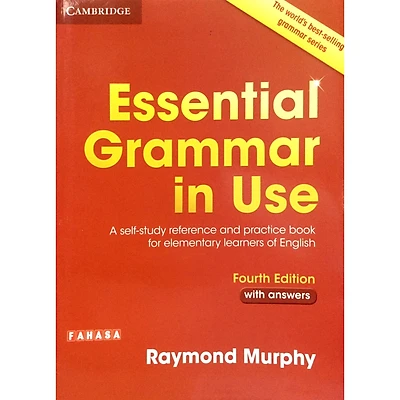 CAMBRIDGE
The world's best-selling
grammar series
Essential
Grammar
in Use
A self-study reference and practice book
for elementary learners of English
Fourth Edition
with answers
FAHASA
Raymond Murphy